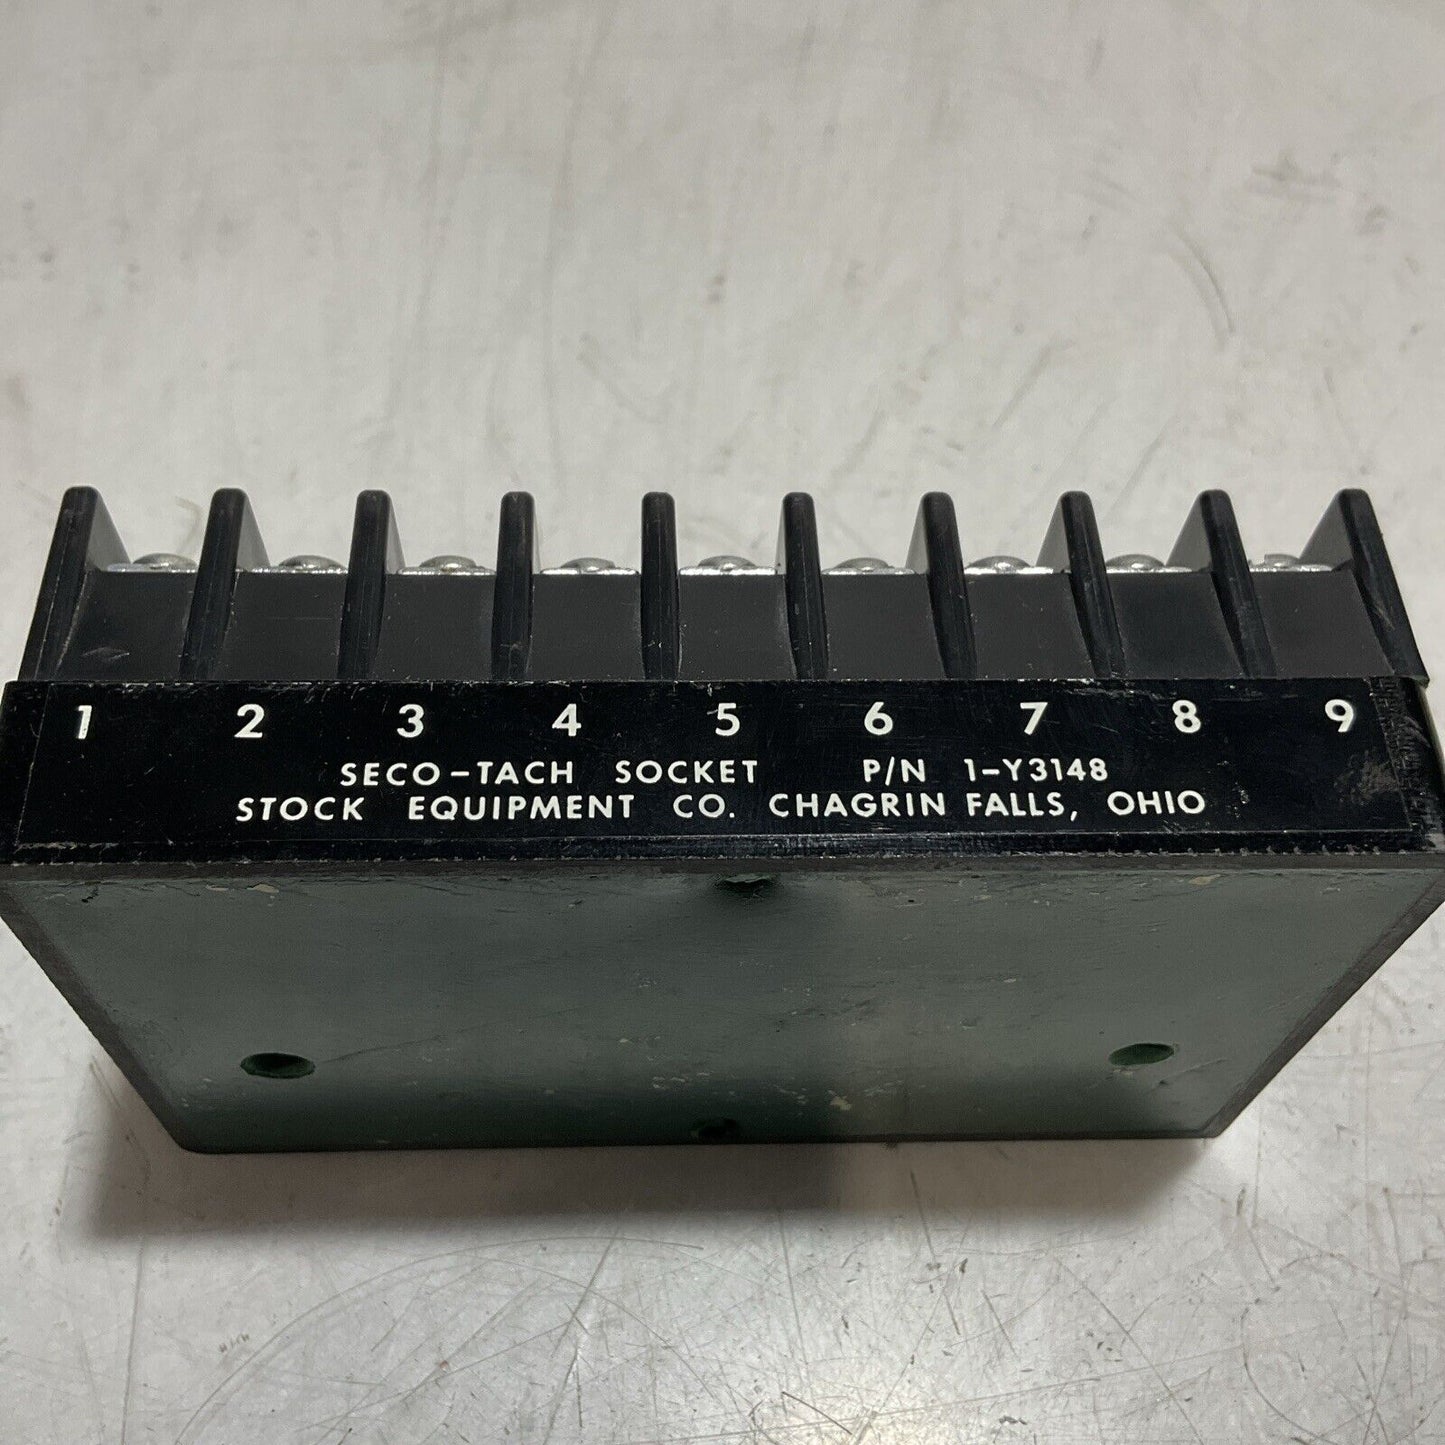 1 2 3 4 5 6 7 8 9
SECO-TACH SOCKET P/N 1-Y3148
STOCK EQUIPMENT CO. CHAGRIN FALLS, OHIO